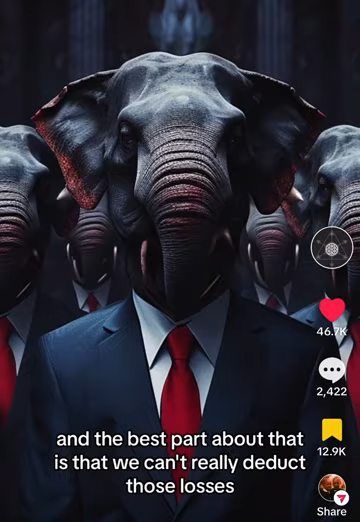 46.7K
2,422
12.9K
and the best part about that
is that we can't really deduct
those losses
Share